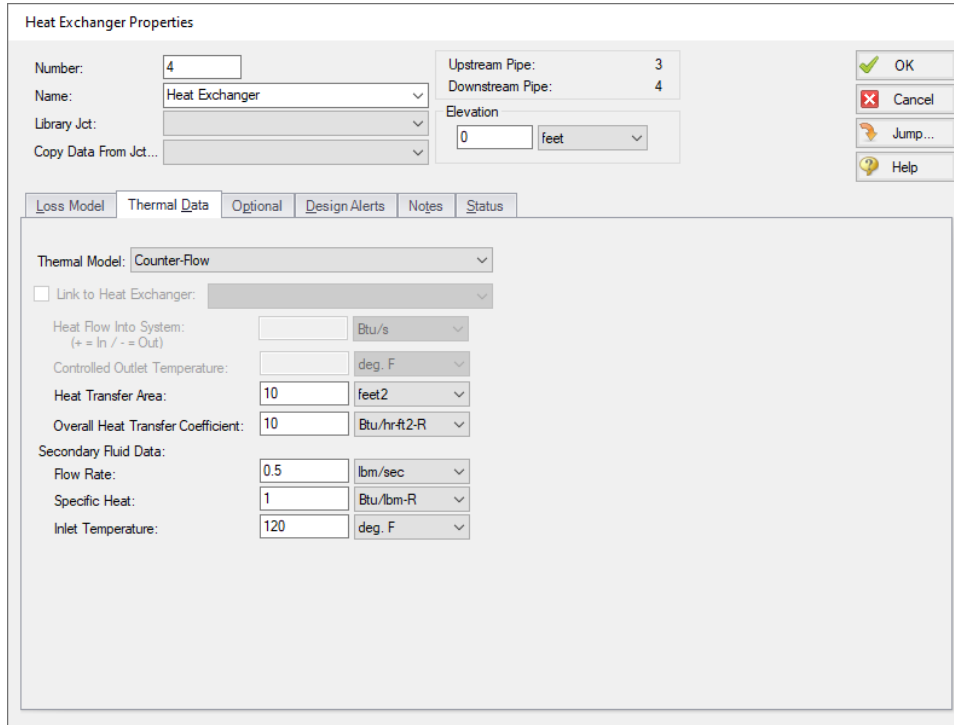 Heat Exchanger Properties
Number: 4
Name: Heat Exchanger
Library Jct:
Copy Data From Jct...
Upstream Pipe: 3
Downstream Pipe: 4
Elevation
0 feet
OK
Cancel
Jump...
Help
Loss Model Thermal Data Optional Design Alerts Notes Status
Thermal Model: Counter-Flow
Link to Heat Exchanger:
Heat Flow Into System: Btu/s
(+ = In / - = Out)
Controlled Outlet Temperature: deg. F
Heat Transfer Area: 10 feet2
Overall Heat Transfer Coefficient: 10 Btu/hr-ft2-R
Secondary Fluid Data:
Flow Rate: 0.5 lbm/sec
Specific Heat: 1 Btu/lbm-R
Inlet Temperature: 120 deg. F